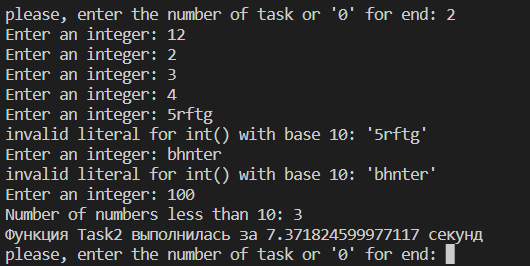 please, enter the number of task or '0' for end: 2
Enter an integer: 12
Enter an integer: 2
Enter an integer: 3
Enter an integer: 4
Enter an integer: 5rftg
invalid literal for int() with base 10: '5rftg'
Enter an integer: bhnter
invalid literal for int() with base 10: 'bhnter'
Enter an integer: 100
Number of numbers less than 10: 3
Функция Task2 выполнилась за 7.371824599977117 секунд
please, enter the number of task or '0' for end: